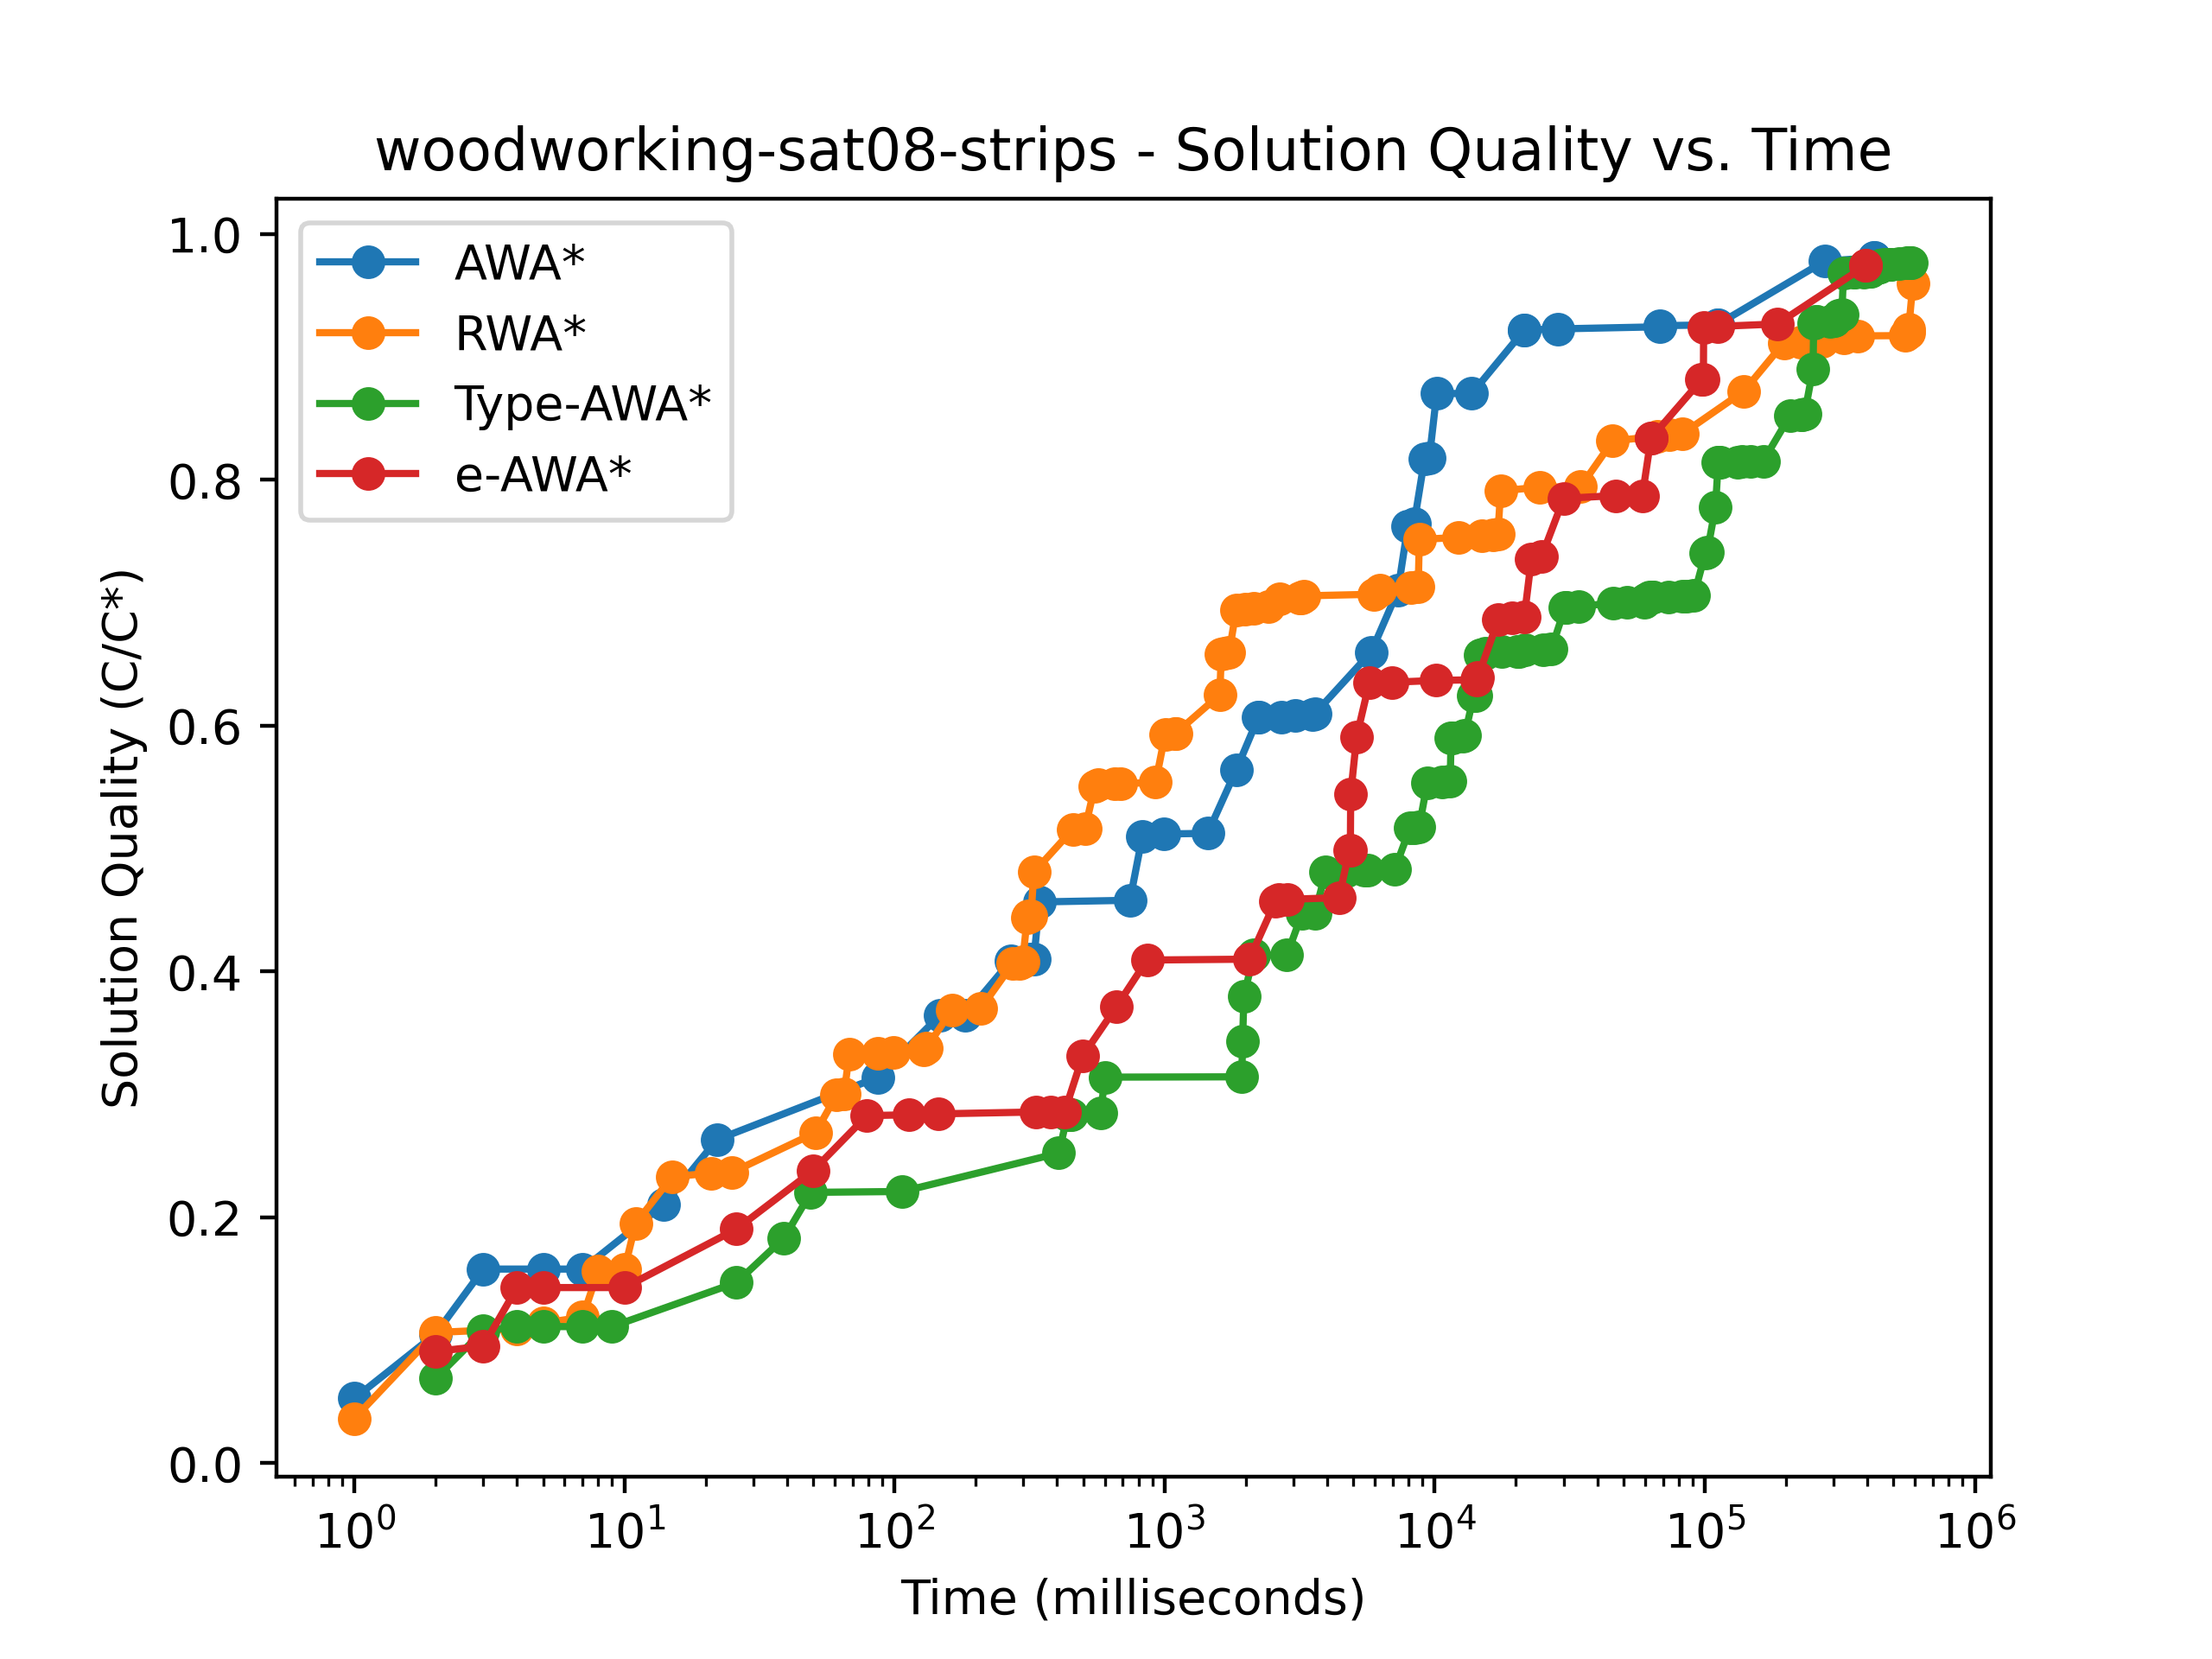 woodworking-sat08-strips - Solution Quality vs. Time
AWA*
RWA*
Type-AWA*
e-AWA*
Solution Quality (C/C*)
1.0
0.8
0.6
0.4
0.2
0.0
10⁰ 10¹ 10² 10³ 10⁴ 10⁵ 10⁶
Time (milliseconds)